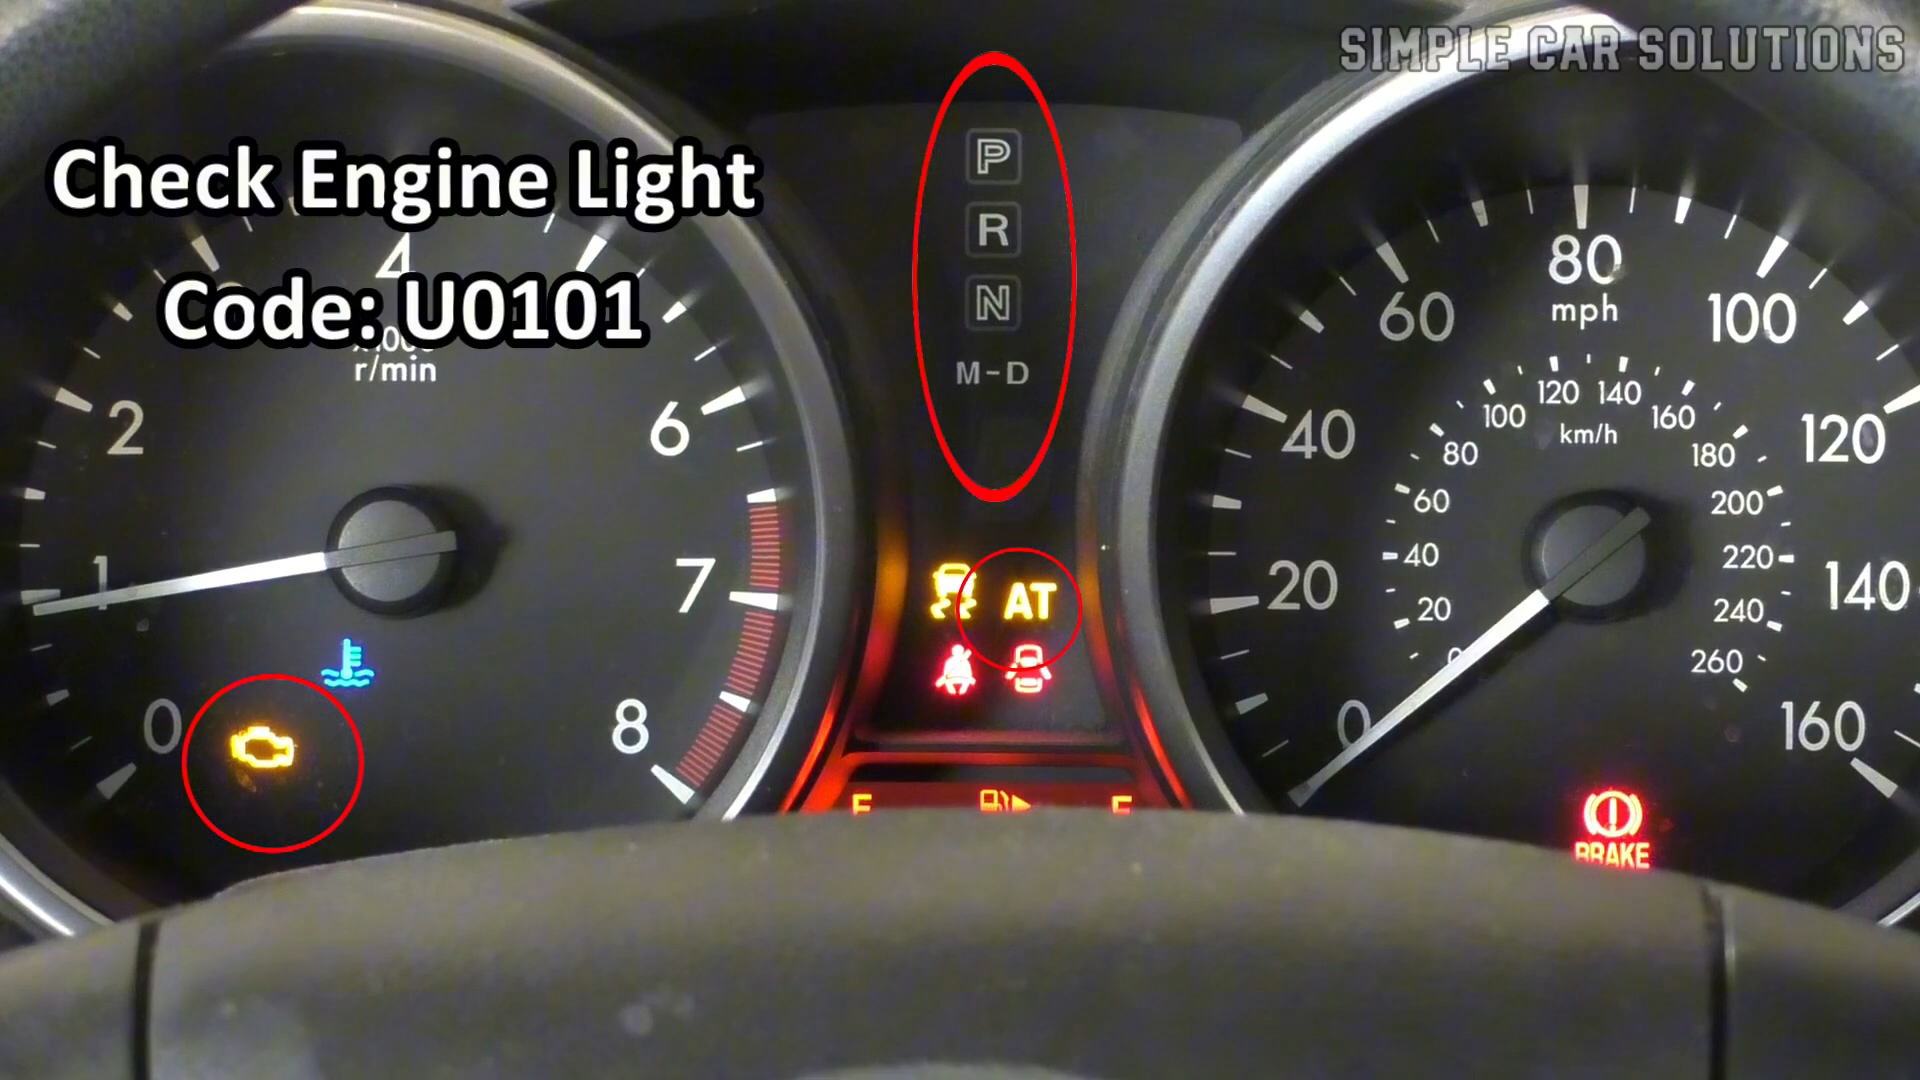 SIMPLE CAR SOLUTIONS
Check Engine Light
Code: U0101
4
r/min
2
6
1
7
0
8
P
R
N
M-D
AT
80
mph
60
100
40
120
20
140
0
160
120
140
100
160
km/h
80
180
60
200
40
220
20
240
0
260
BRAKE